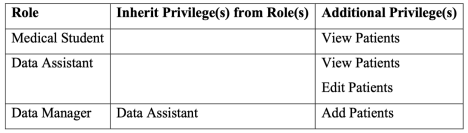 Role Inherit Privilege(s) from Role(s) Additional Privilege(s)
Medical Student View Patients
Data Assistant View Patients
Edit Patients
Data Manager Data Assistant Add Patients